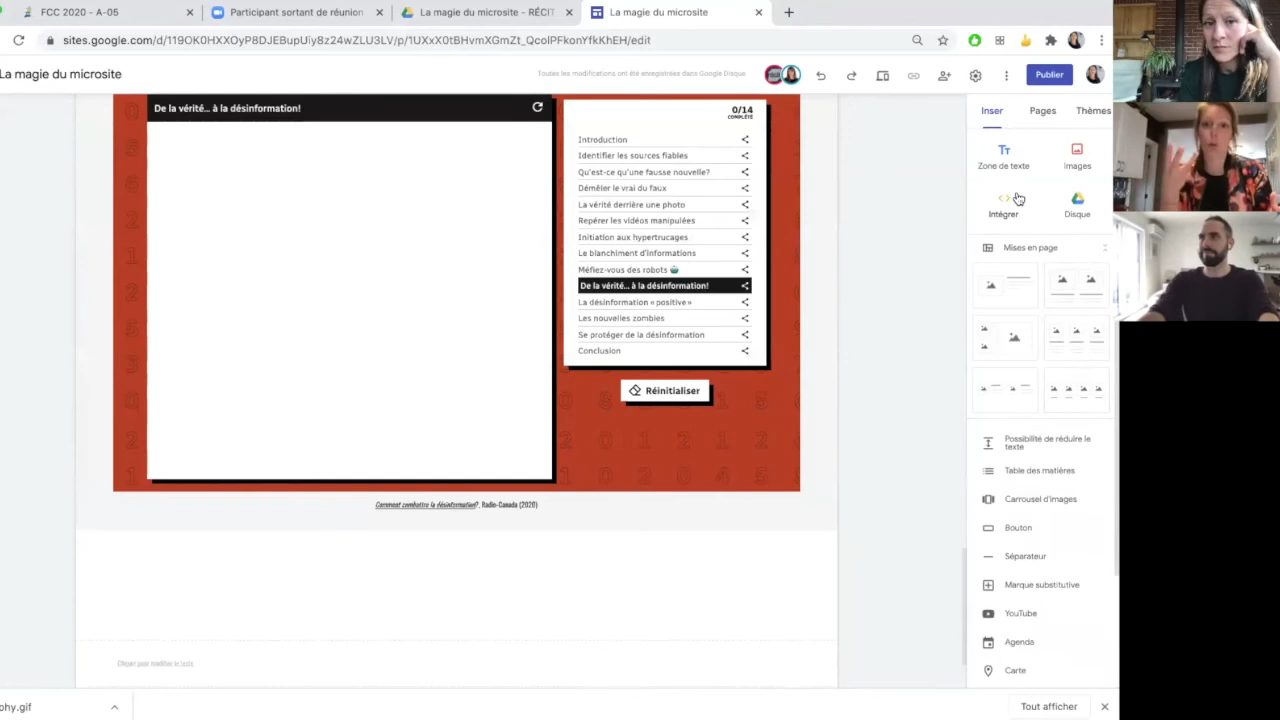 FCC 2020 - A-05
Participant sortant de réunion
La magie du microsite - RÉCIT
La magie du microsite
La magie du microsite
Toutes les modifications ont été enregistrées dans Google Disque
Publier
De la vérité... à la désinformation!
0/14
COMPLÉTÉ
Introduction
Identifier les sources fiables
Qu'est-ce qu'une fausse nouvelle?
Démêler le vrai du faux
La vérité derrière une photo
Repérer les vidéos manipulées
Initiation aux hypertrucages
Le blanchiment d'informations
Méfiez-vous des robots
De la vérité... à la désinformation!
La désinformation «positive»
Les nouvelles zombies
Se protéger de la désinformation
Conclusion
Réinitialiser
Comment combattre la désinformation?, Radio-Canada (2020)
Cliquer pour modifier le texte
Inser
Pages
Thèmes
Zone de texte
Images
Intégrer
Disque
Mises en page
Possibilité de réduire le
texte
Table des matières
Carrousel d'images
Bouton
Séparateur
Marque substitutive
YouTube
Agenda
Carte
phy.gif
Tout afficher